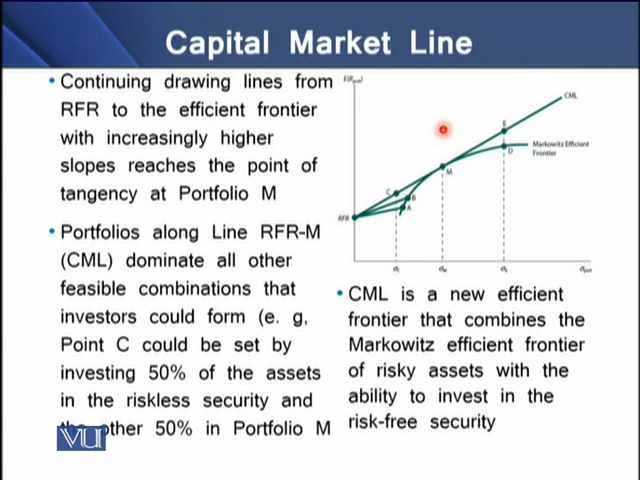 Capital Market Line
• Continuing drawing lines from
RFR to the efficient frontier
with increasingly higher
slopes reaches the point of
tangency at Portfolio M
• Portfolios along Line RFR-M
(CML) dominate all other
feasible combinations that
investors could form (e. g,
Point C could be set by
investing 50% of the assets
in the riskless security and
the other 50% in Portfolio M
VU
CML
E
Markowitz Efficient
Frontier
D
M
C
B
A
RFR
• CML is a new efficient
frontier that combines the
Markowitz efficient frontier
of risky assets with the
ability to invest in the
risk-free security